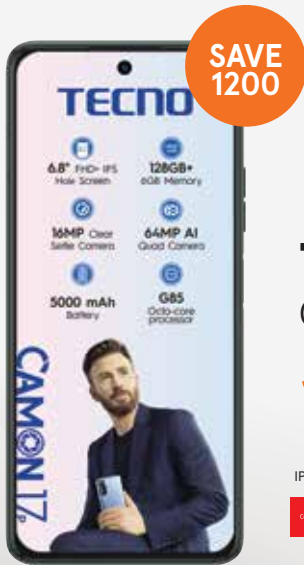 SAVE
1200
TECNO
6.8" FHD+ IPS
Hole Screen
128GB+
6GB Memory
16MP Clear
Selfie Camera
64MP AI
Quad Camera
5000 mAh
Battery
G85
Octa-core
processor
CAMON 17P
IP